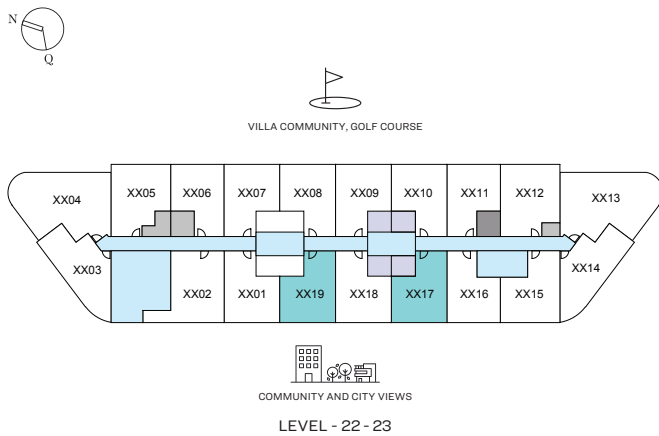 N
Q
VILLA COMMUNITY, GOLF COURSE
XX04 XX05 XX06 XX07 XX08 XX09 XX10 XX11 XX12 XX13
XX03 XX02 XX01 XX19 XX18 XX17 XX16 XX15 XX14
COMMUNITY AND CITY VIEWS
LEVEL - 22 - 23